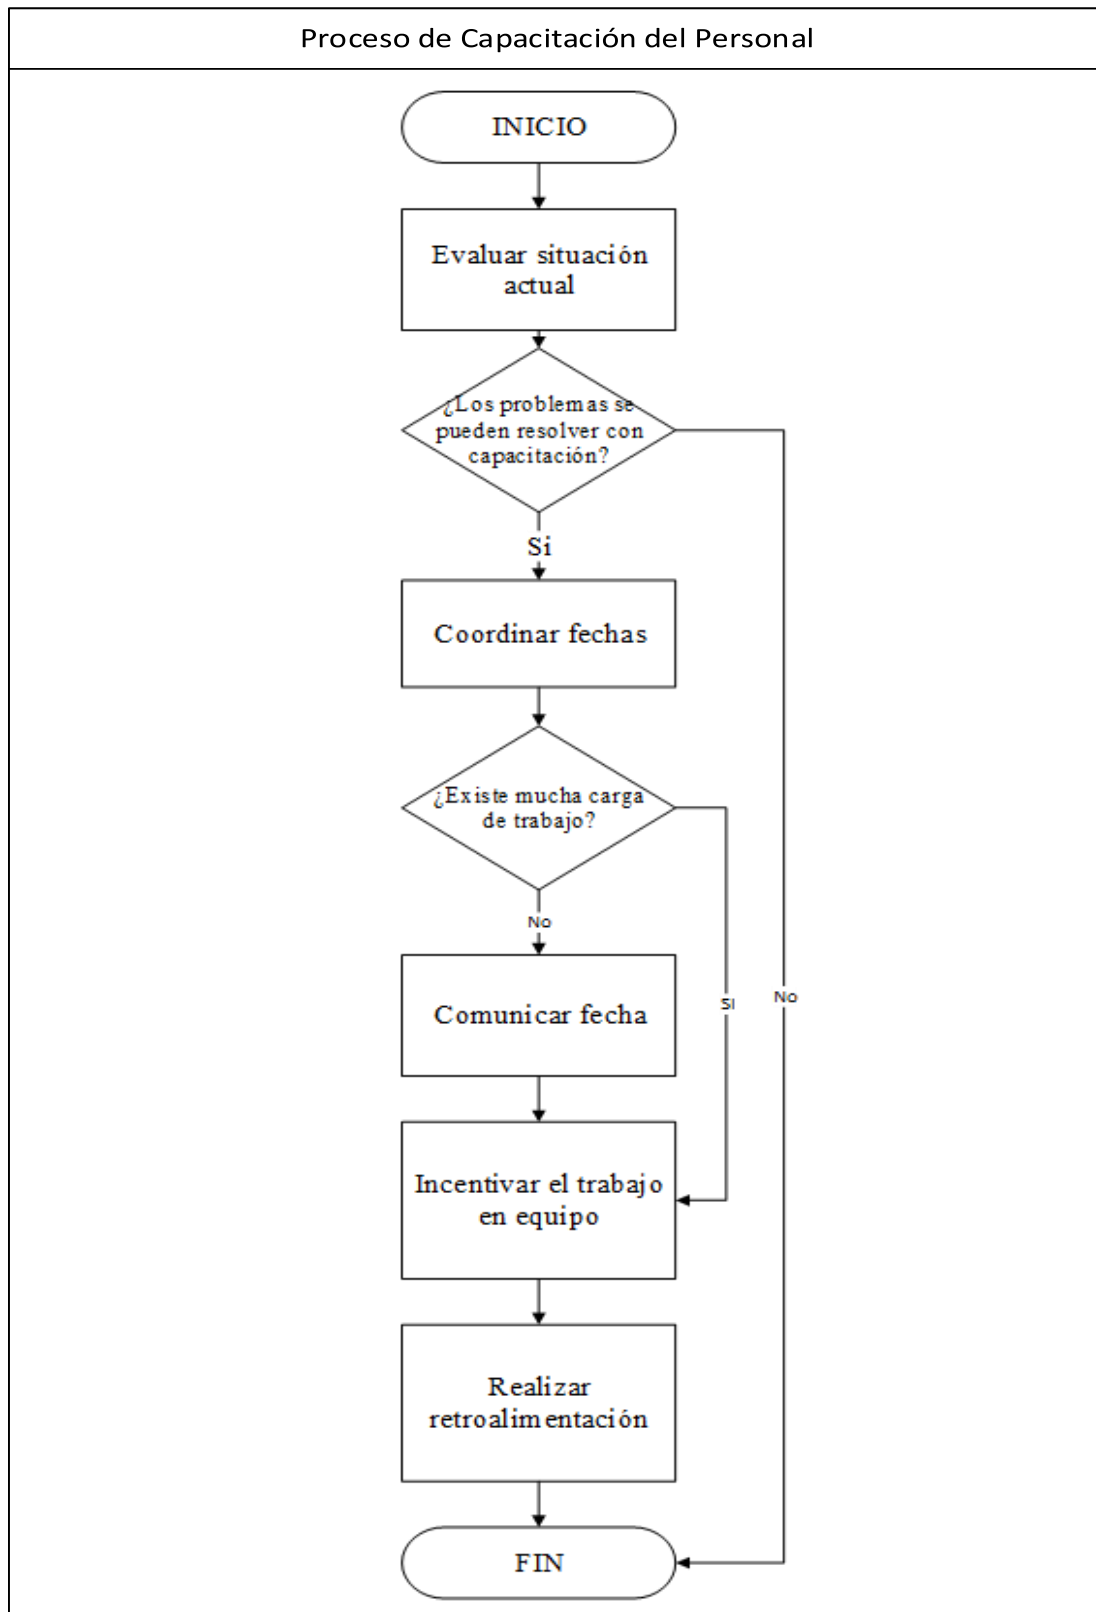 Proceso de Capacitación del Personal
INICIO
Evaluar situación
actual
¿Los problemas se
pueden resolver con
capacitación?
Si
Coordinar fechas
¿Existe mucha carga
de trabajo?
No
Comunicar fecha
SI
No
Incentivar el trabajo
en equipo
Realizar
retroalimentación
FIN